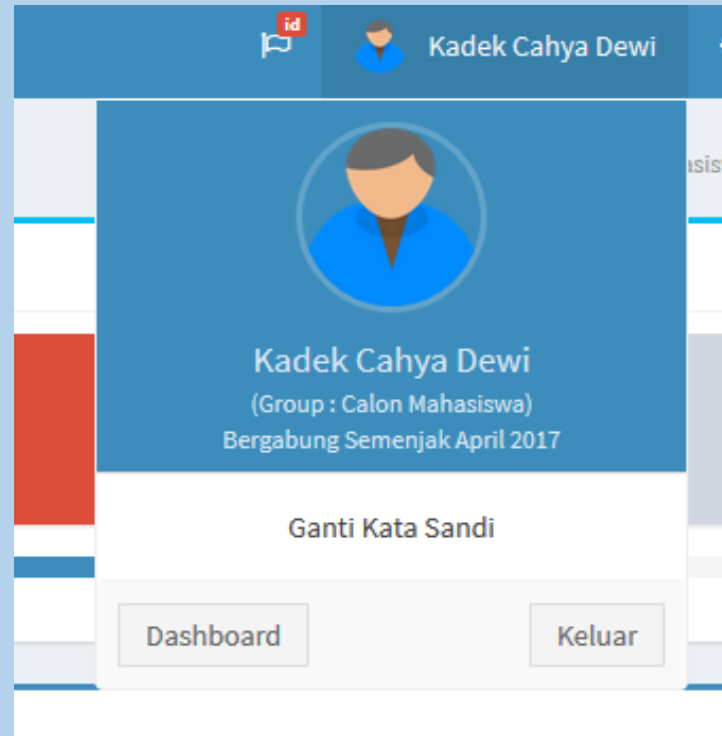 id
Kadek Cahya Dewi
Kadek Cahya Dewi
(Group : Calon Mahasiswa)
Bergabung Semenjak April 2017
Ganti Kata Sandi
Dashboard
Keluar